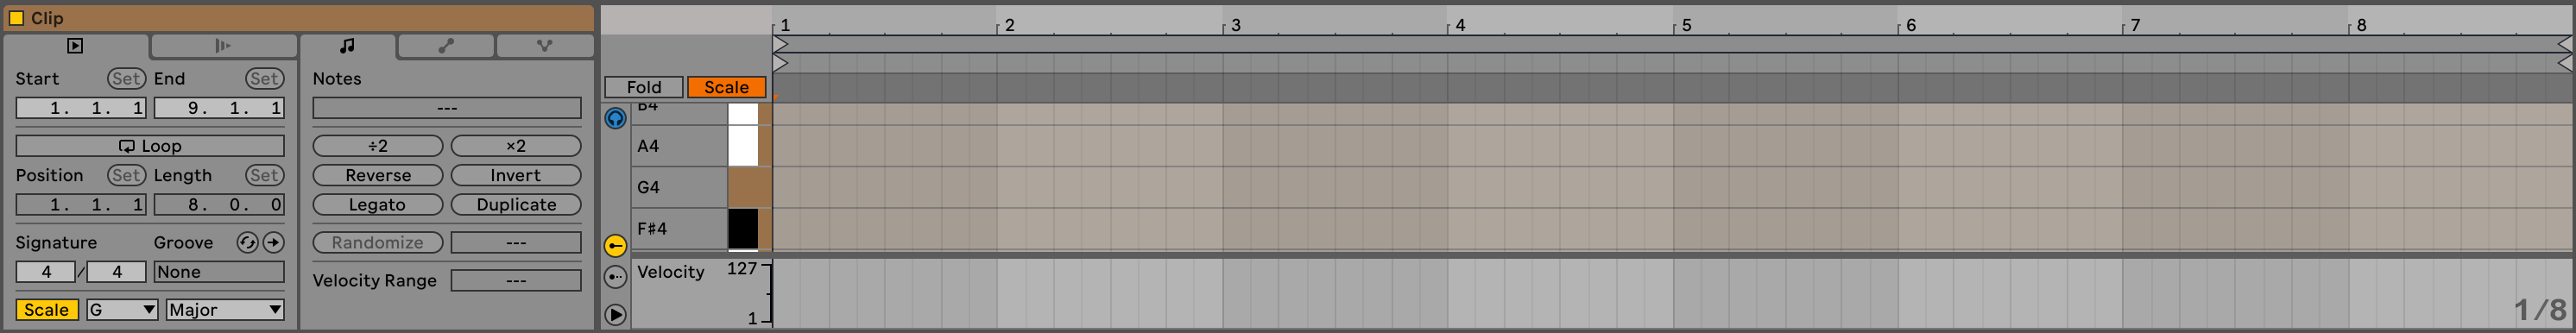 Clip
Start Set End Set
1. 1. 1 9. 1. 1
Loop
Position Set Length Set
1. 1. 1 8. 0. 0
Signature Groove
4 / 4 None
Scale G Major
Notes
---
÷2 ×2
Reverse Invert
Legato Duplicate
Randomize ---
Velocity Range ---
1 2 3 4 5 6 7 8
Fold Scale
B4
A4
G4
F♯4
Velocity 127
1
1/8